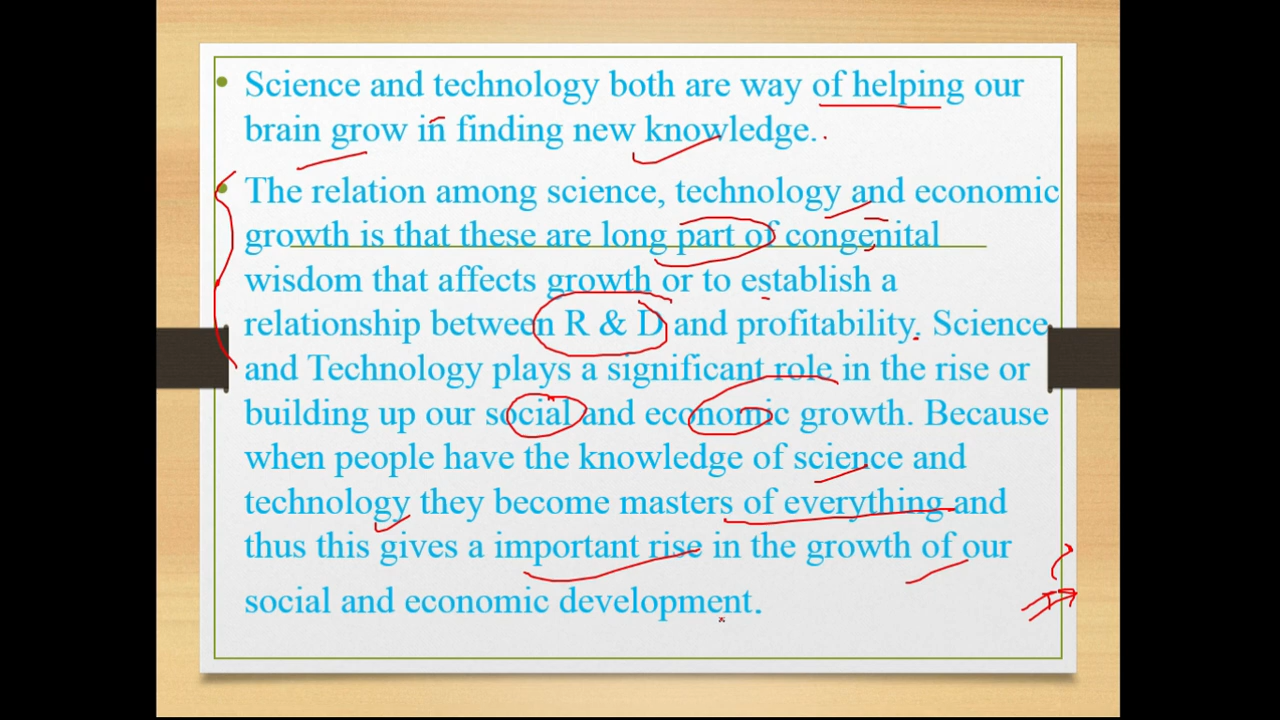 • Science and technology both are way of helping our
brain grow in finding new knowledge.
• The relation among science, technology and economic
growth is that these are long part of congenital
wisdom that affects growth or to establish a
relationship between R & D and profitability. Science
and Technology plays a significant role in the rise or
building up our social and economic growth. Because
when people have the knowledge of science and
technology they become masters of everything and
thus this gives a important rise in the growth of our
social and economic development.